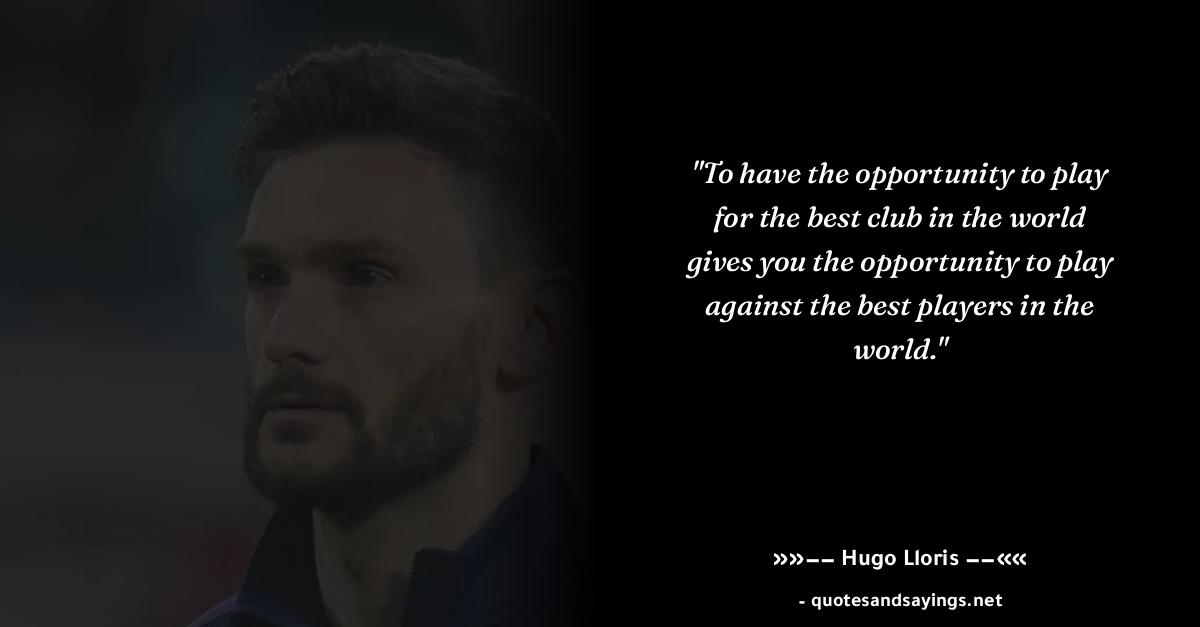 "To have the opportunity to play
for the best club in the world
gives you the opportunity to play
against the best players in the
world."
»»−− Hugo Lloris −−««
- quotesandsayings.net